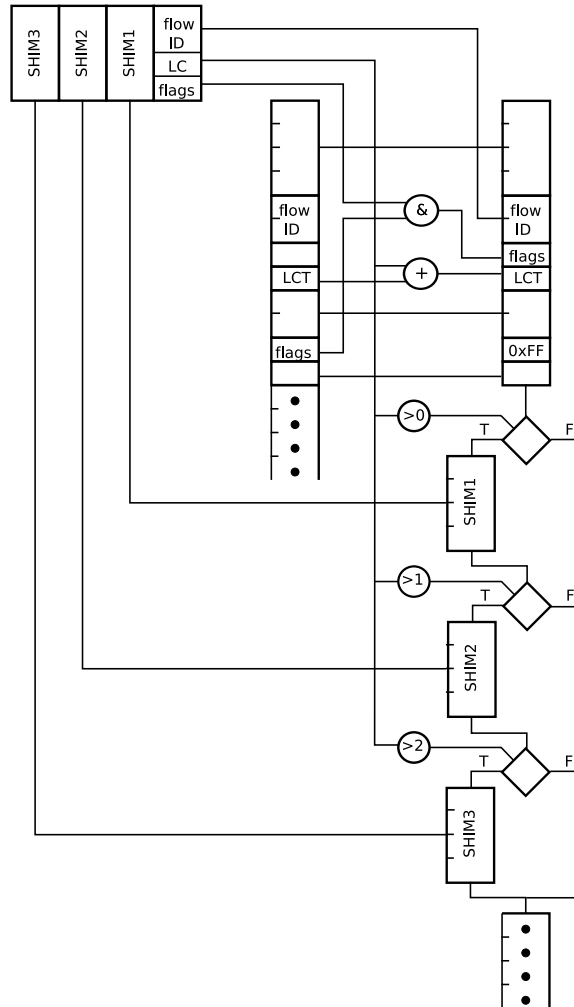 SHIM3
SHIM2
SHIM1
flow
ID
LC
flags
flow
ID
LCT
flags
&
+
flow
ID
flags
LCT
0xFF
>0
T
F
SHIM1
>1
T
F
SHIM2
>2
T
F
SHIM3